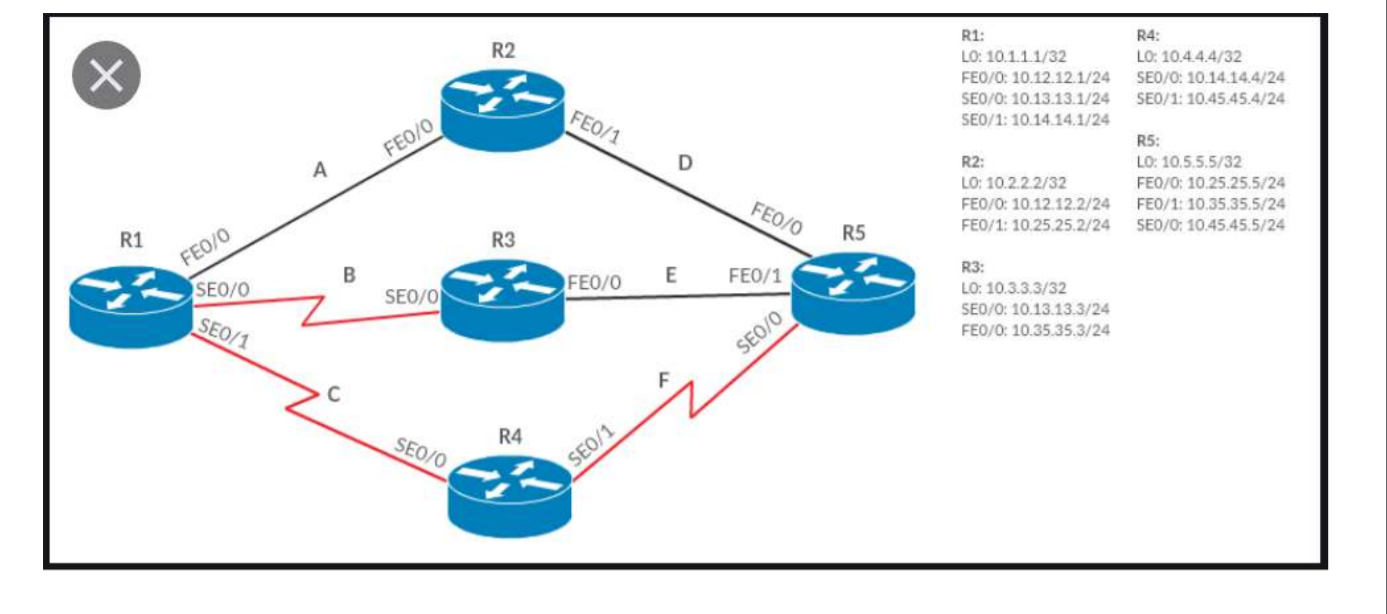 R2
FE0/0
FE0/1
A
D
FE0/0
R1
FE0/0
R3
R5
SE0/0
B
SE0/0
FE0/0
E
FE0/1
SE0/1
SE0/0
C
F
SE0/0
R4
SE0/1
R1:
L0: 10.1.1.1/32
FE0/0: 10.12.12.1/24
SE0/0: 10.13.13.1/24
SE0/1: 10.14.14.1/24
R2:
L0: 10.2.2.2/32
FE0/0: 10.12.12.2/24
FE0/1: 10.25.25.2/24
R3:
L0: 10.3.3.3/32
SE0/0: 10.13.13.3/24
FE0/0: 10.35.35.3/24
R4:
L0: 10.4.4.4/32
SE0/0: 10.14.14.4/24
SE0/1: 10.45.45.4/24
R5:
L0: 10.5.5.5/32
FE0/0: 10.25.25.5/24
FE0/1: 10.35.35.5/24
SE0/0: 10.45.45.5/24